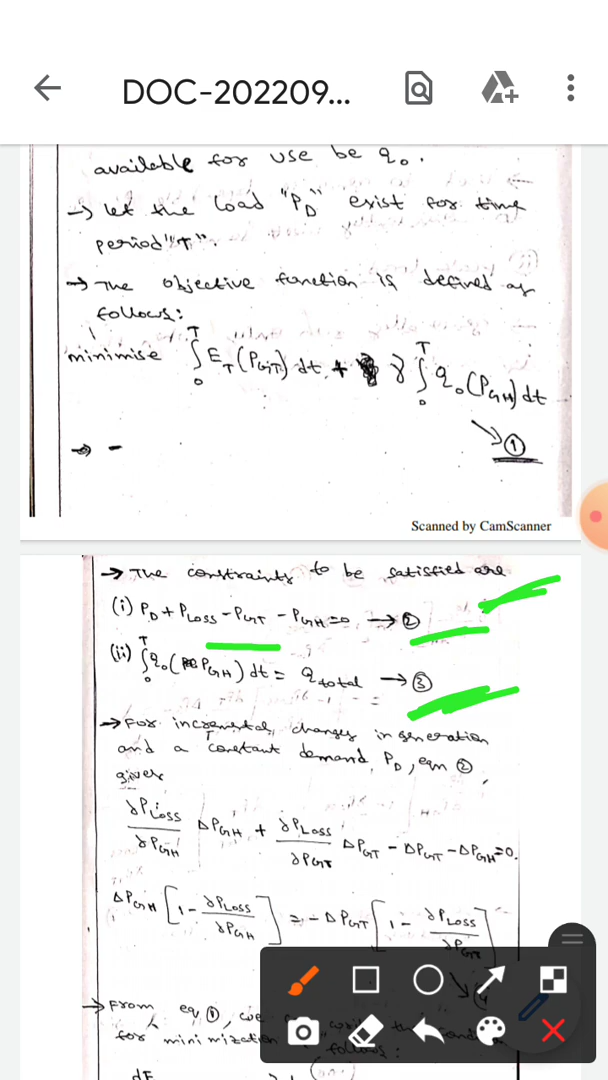 DOC-202209...
available for use be q₀.
→ let the load "P_D" exist for time
period "T".
→ The objective function is defined as
follows:
minimise ∫₀ᵀ F_T (P_GT) dt + γ ∫₀ᵀ q₀ (P_GH) dt
→ ①
→ -
Scanned by CamScanner
→ The constraints to be satisfied are
(i) P_D + P_Loss - P_GT - P_GH = 0 → ②
(ii) ∫₀ᵀ q₀ (P_GH) dt = q_total → ③
→ For incremental changes in generation
and a constant demand, P_D, eqn ②
gives
∂P_Loss/∂P_GH ΔP_GH + ∂P_Loss/∂P_GT ΔP_GT - ΔP_GT - ΔP_GH = 0.
ΔP_GH [1 - ∂P_Loss/∂P_GH] = - ΔP_GT [1 - ∂P_Loss/∂P_GT]
→ From eq ①, we
for minimization follows: